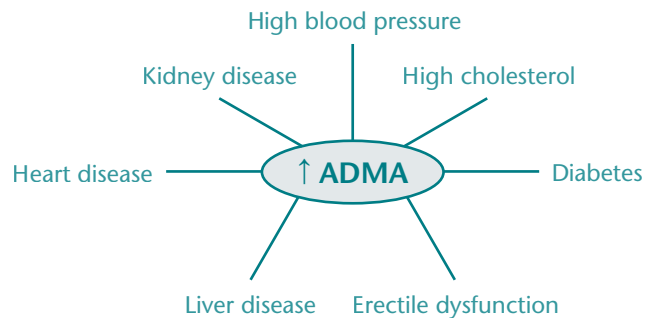 High blood pressure
Kidney disease
High cholesterol
Heart disease
↑ ADMA
Diabetes
Liver disease
Erectile dysfunction